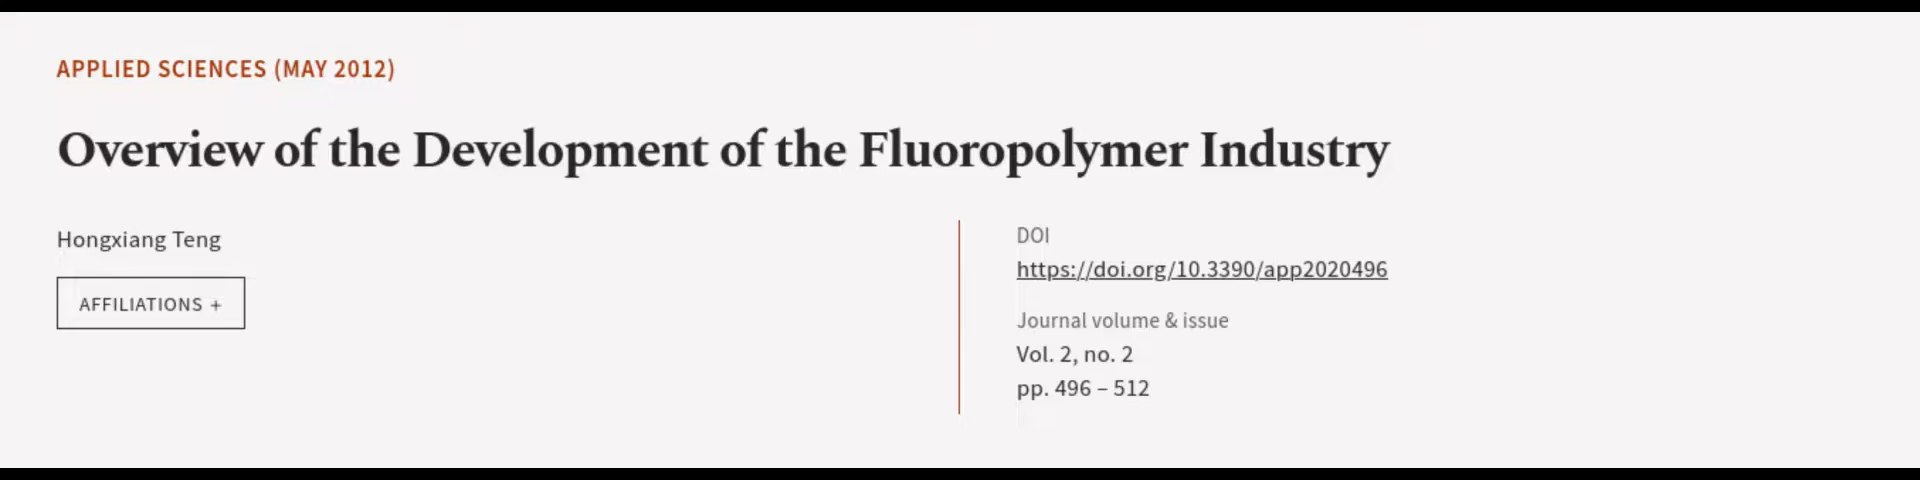 APPLIED SCIENCES (MAY 2012)
Overview of the Development of the Fluoropolymer Industry
Hongxiang Teng
AFFILIATIONS +
DOI
https://doi.org/10.3390/app2020496
Journal volume & issue
Vol. 2, no. 2
pp. 496 – 512